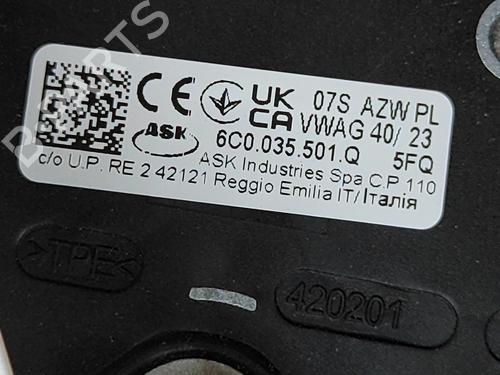 CE UK CA 07S AZW PL
ASK VWAG 40/ 23
6C0.035.501.Q 5FQ
ASK Industries Spa C.P 110
c/o U.P. RE 2 42121 Reggio Emilia IT/Італія
>TPE<
420201